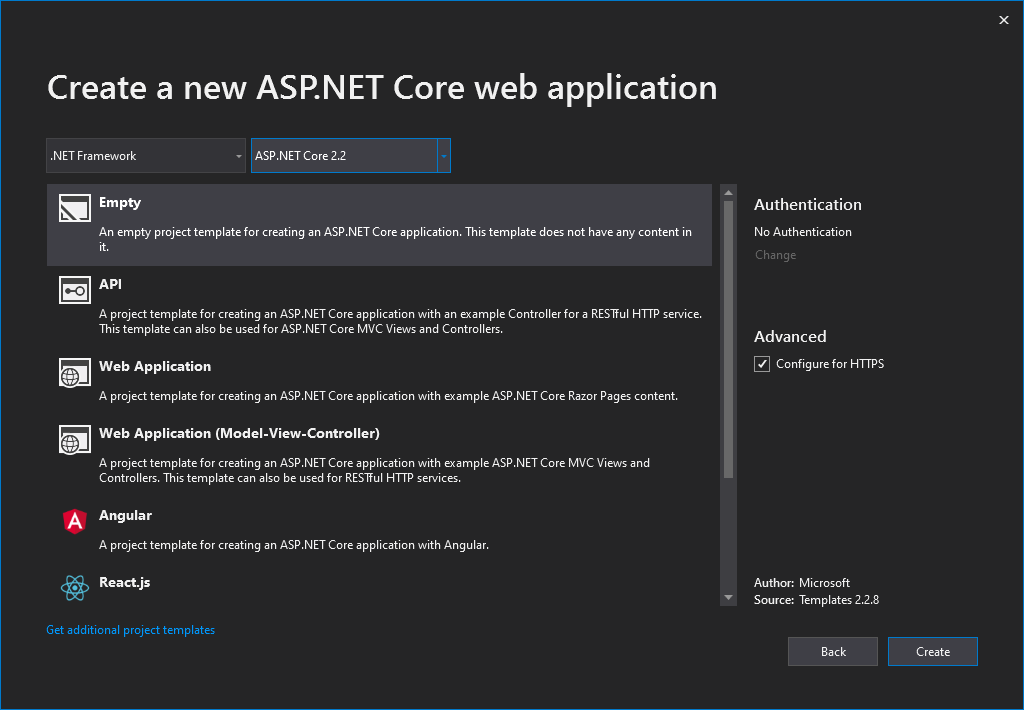 Create a new ASP.NET Core web application
.NET Framework
ASP.NET Core 2.2
Empty
An empty project template for creating an ASP.NET Core application. This template does not have any content in
it.
API
A project template for creating an ASP.NET Core application with an example Controller for a RESTful HTTP service.
This template can also be used for ASP.NET Core MVC Views and Controllers.
Web Application
A project template for creating an ASP.NET Core application with example ASP.NET Core Razor Pages content.
Web Application (Model-View-Controller)
A project template for creating an ASP.NET Core application with example ASP.NET Core MVC Views and
Controllers. This template can also be used for RESTful HTTP services.
Angular
A project template for creating an ASP.NET Core application with Angular.
React.js
Get additional project templates
Authentication
No Authentication
Change
Advanced
Configure for HTTPS
Author: Microsoft
Source: Templates 2.2.8
Back
Create